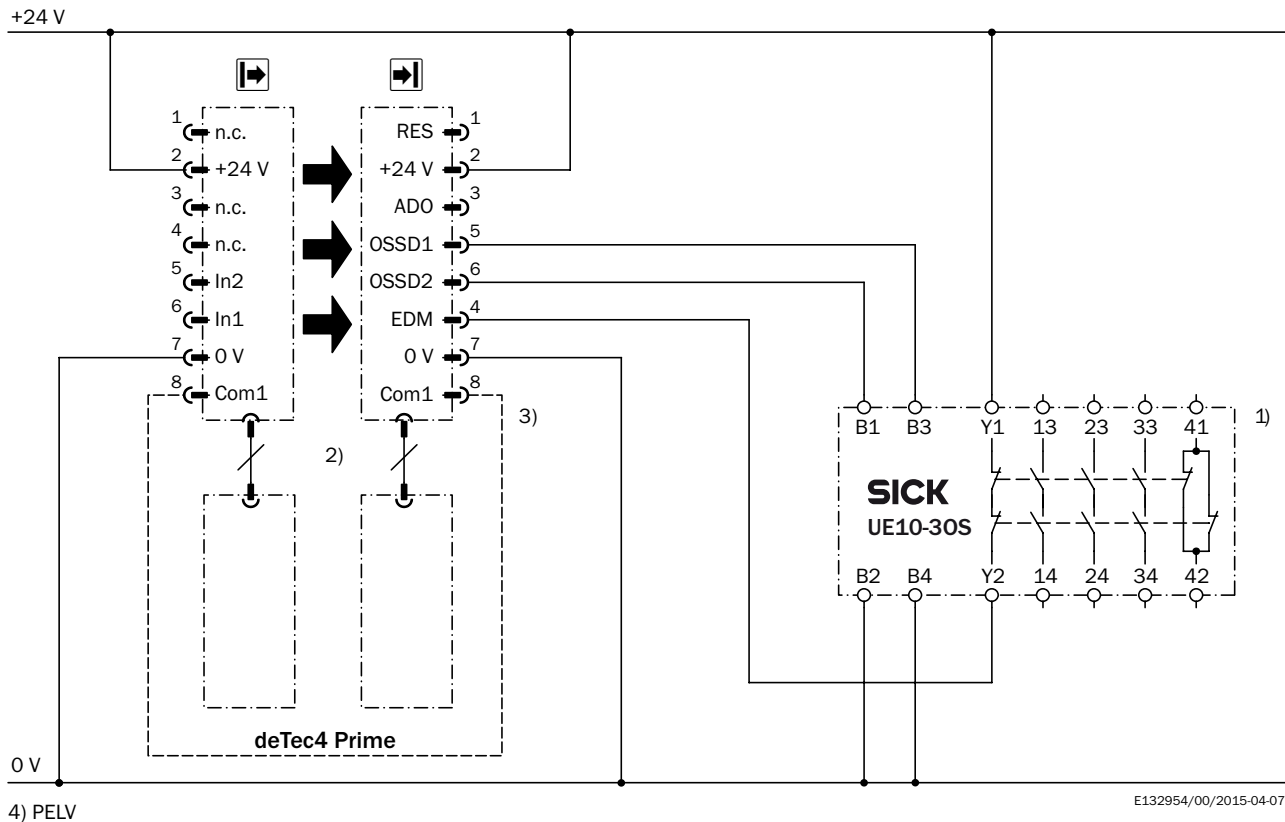 +24 V
1 n.c. RES 1
2 +24 V +24 V 2
3 n.c. ADO 3
4 n.c. OSSD1 5
5 In2 OSSD2 6
6 In1 EDM 4
7 0 V 0 V 7
8 Com1 Com1 8
3)
2)
1)
B1 B3 Y1 13 23 33 41
SICK
UE10-30S
B2 B4 Y2 14 24 34 42
deTec4 Prime
0 V
4) PELV
E132954/00/2015-04-07